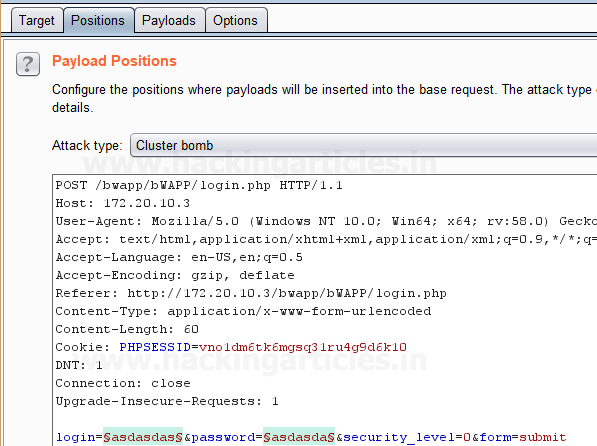 Target Positions Payloads Options
? Payload Positions
Configure the positions where payloads will be inserted into the base request. The attack type
details.
Attack type: Cluster bomb
www.hackingarticles.in
POST /bwapp/bWAPP/login.php HTTP/1.1
Host: 172.20.10.3
User-Agent: Mozilla/5.0 (Windows NT 10.0; Win64; x64; rv:58.0) Gecko
Accept: text/html,application/xhtml+xml,application/xml;q=0.9,*/*;q=
Accept-Language: en-US,en;q=0.5
Accept-Encoding: gzip, deflate
Referer: http://172.20.10.3/bwapp/bWAPP/login.php
Content-Type: application/x-www-form-urlencoded
Content-Length: 60
Cookie: PHPSESSID=vno1dm6tk6mgsq31ru4g9d6k10
www.hackingarticles.in
DNT: 1
Connection: close
Upgrade-Insecure-Requests: 1
login=§asdasdas§&password=§asdasda§&security_level=0&form=submit